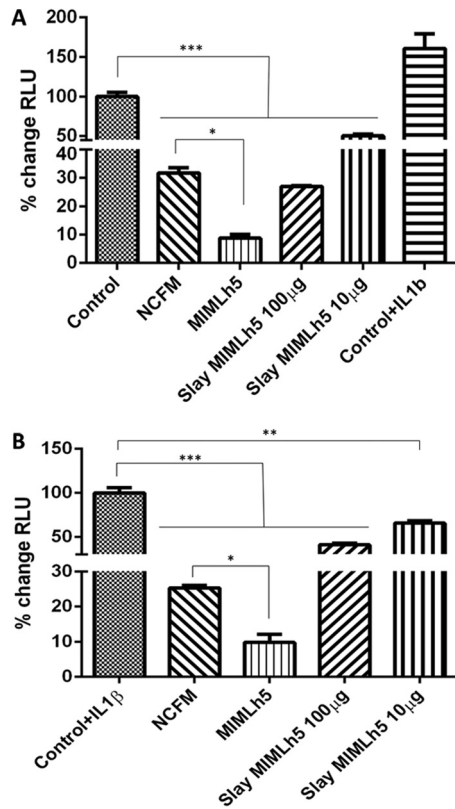 A
% change RLU
200
150
100
50
40
30
20
10
0
***
*
Control
NCFM
MIMLh5
Slay MIMLh5 100µg
Slay MIMLh5 10µg
Control+IL1b
B
% change RLU
150
100
50
30
20
10
0
**
***
*
Control+IL1β
NCFM
MIMLh5
Slay MIMLh5 100µg
Slay MIMLh5 10µg